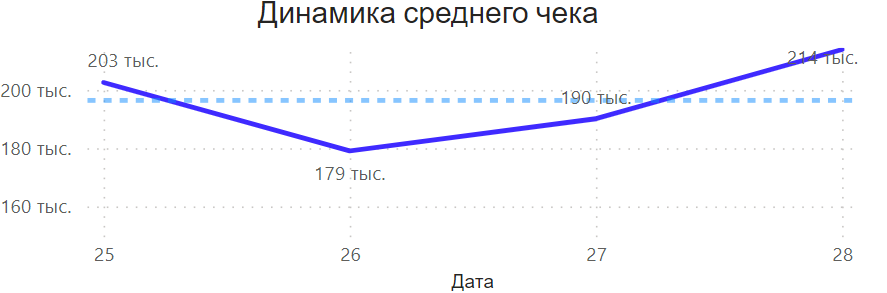 Динамика среднего чека
203 тыс.
214 тыс.
200 тыс.
190 тыс.
180 тыс.
179 тыс.
160 тыс.
25 26 27 28
Дата